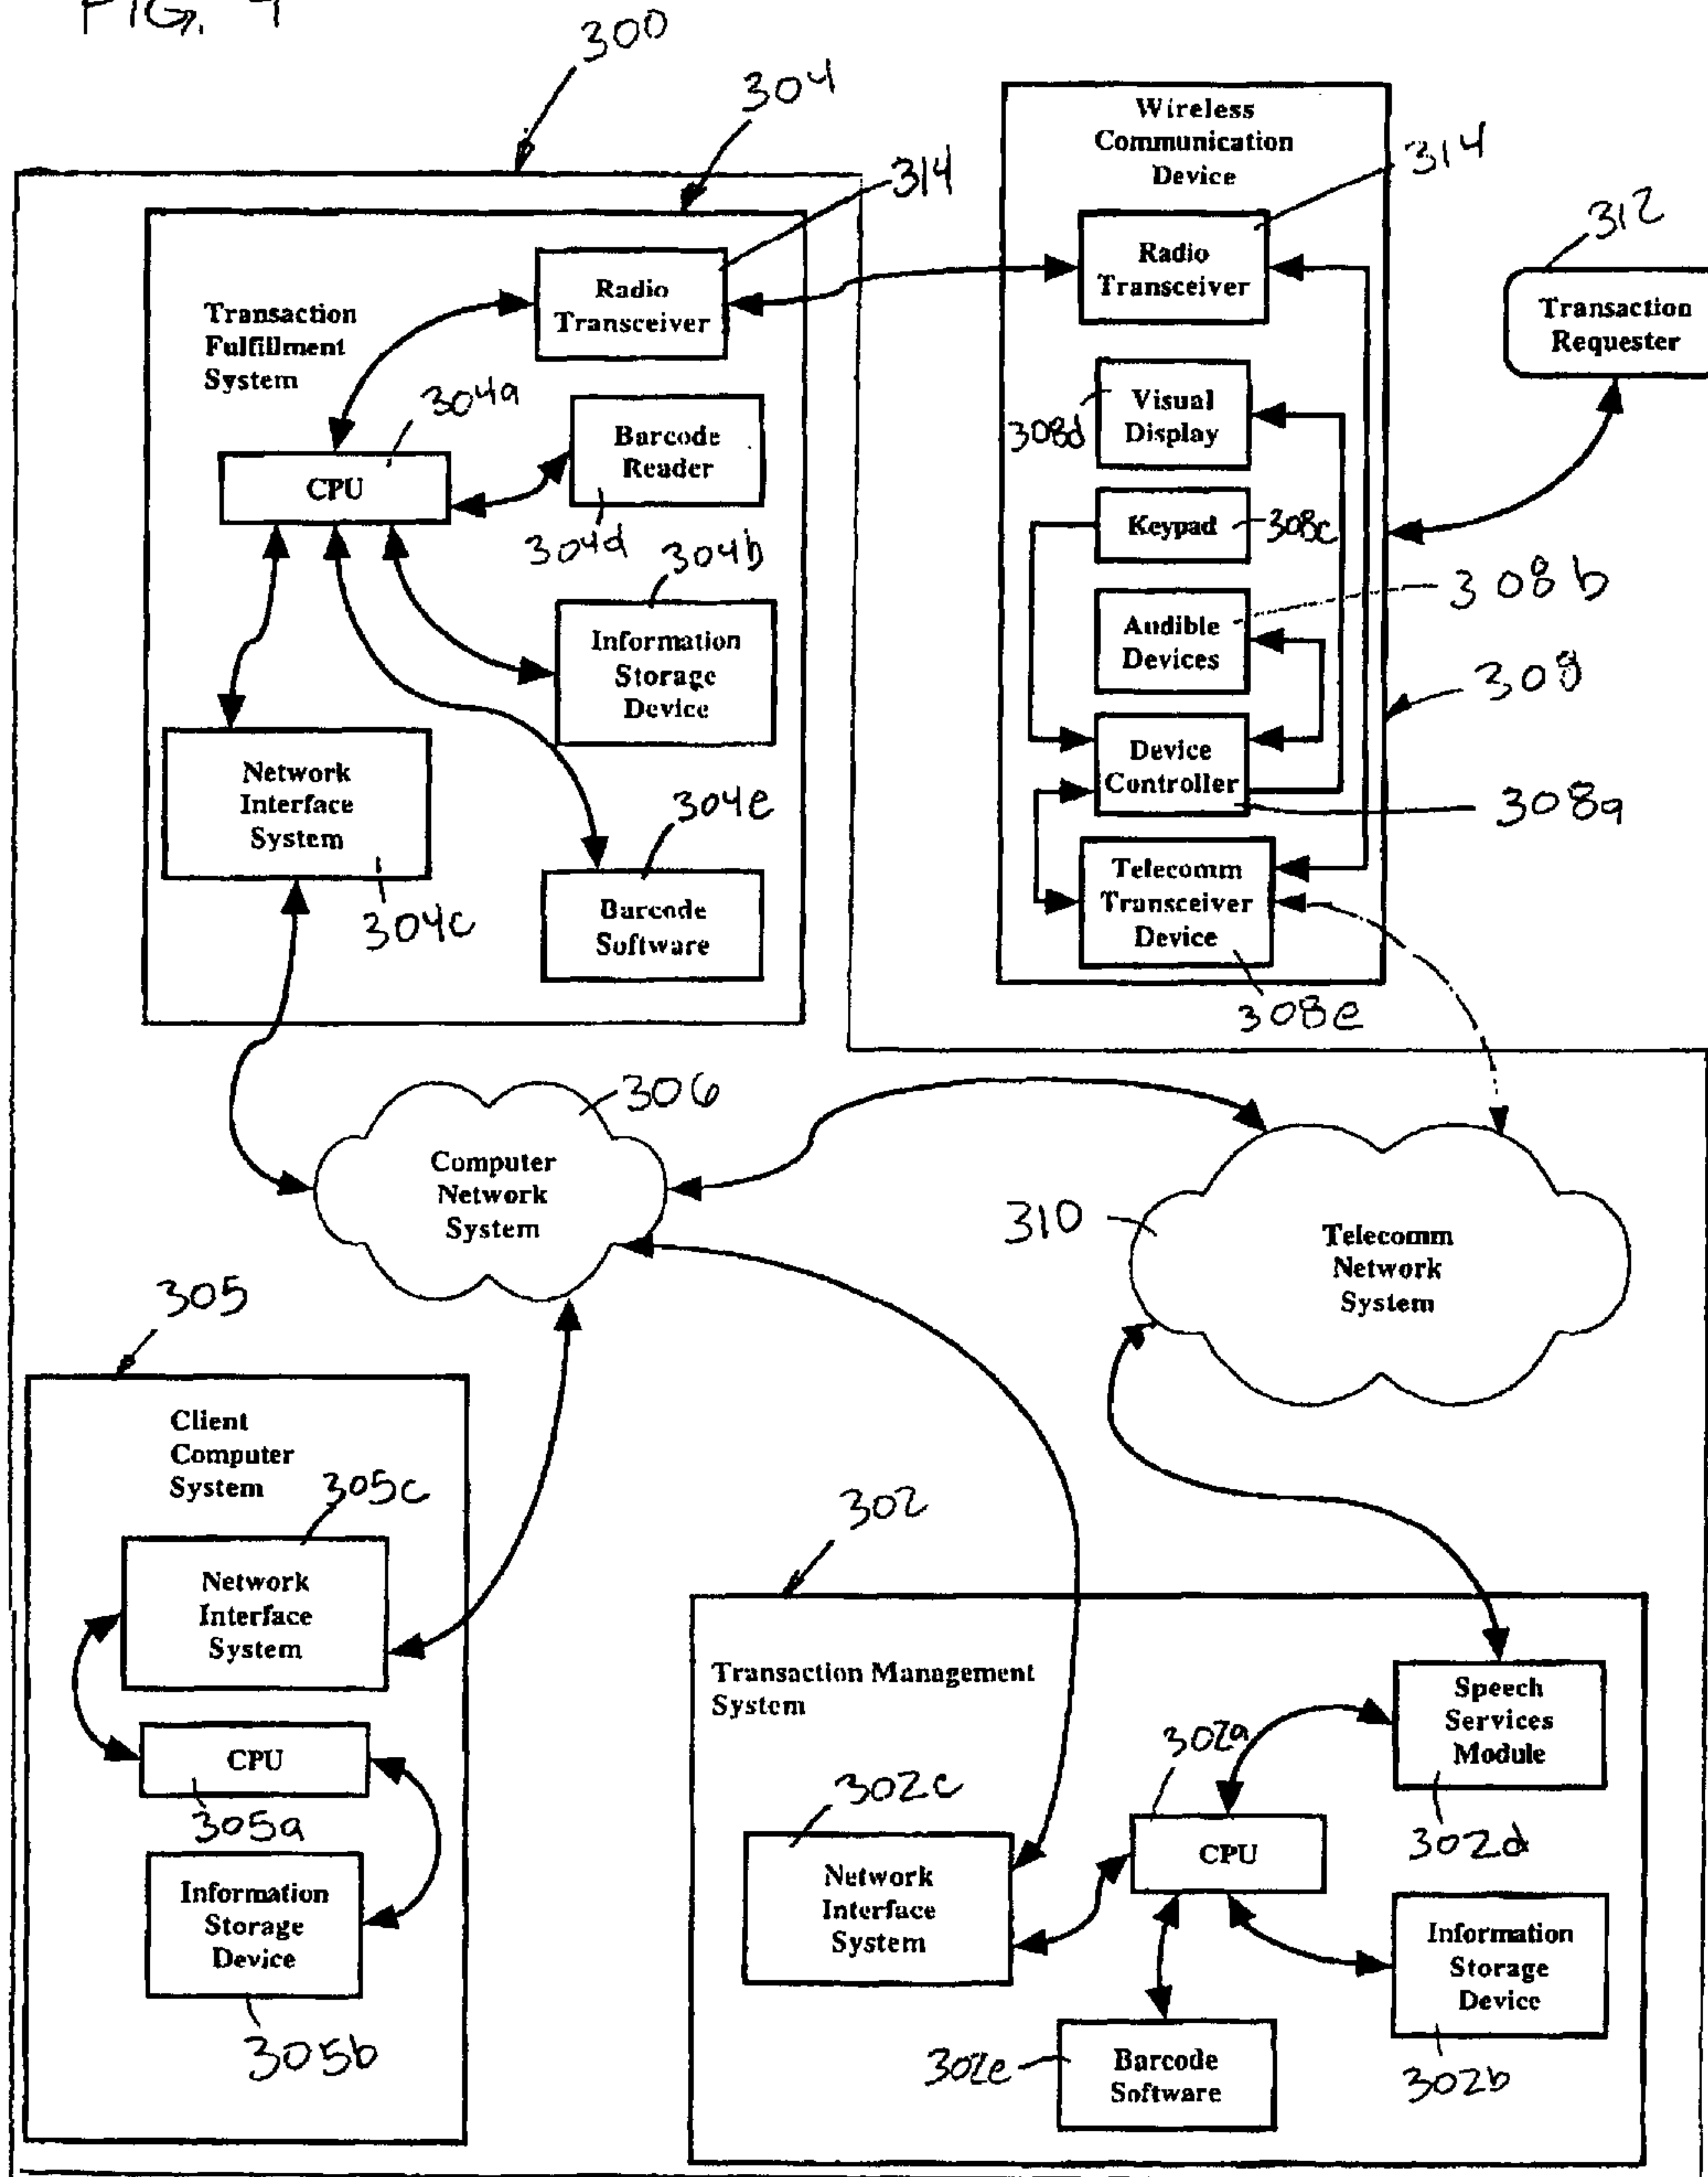 FIG. 4
300
304
314
Radio
Transceiver
Transaction
Fulfillment
System
304a
CPU
Barcode
Reader
304d
304b
Information
Storage
Device
Network
Interface
System
304c
304e
Barcode
Software
Wireless
Communication
Device
314
Radio
Transceiver
312
Transaction
Requester
308d
Visual
Display
Keypad
308c
308b
Audible
Devices
308
Device
Controller
308a
Telecomm
Transceiver
Device
308e
306
Computer
Network
System
310
Telecomm
Network
System
305
Client
Computer
System
305c
Network
Interface
System
CPU
305a
Information
Storage
Device
305b
302
Transaction Management
System
Speech
Services
Module
302d
302a
CPU
302c
Network
Interface
System
Information
Storage
Device
302b
302e
Barcode
Software